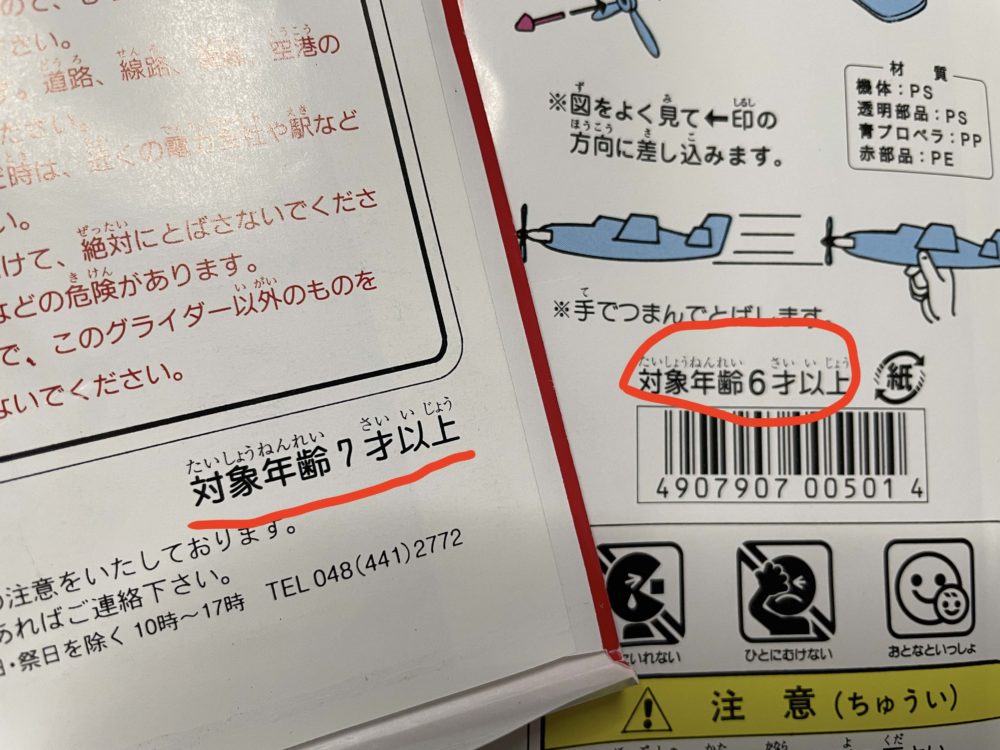 さい。
道路、線路、
空港の
ださい。
時は、近くの電力会社や駅など
い。
けて、絶対にとばさないでくださ
などの危険があります。
で、このグライダー以外のものを
ないでください。
対象年齢7才以上
たいしょうねんれい さい い じょう
の注意をいたしております。
あればご連絡下さい。
日・祭日を除く 10時〜17時 TEL 048(441)2772
材質
機体：PS
透明部品：PS
青プロペラ：PP
赤部品：PE
※図をよく見て←印の
方向に差し込みます。
※手でつまんでとばします。
たいしょうねんれい さい い じょう
対象年齢6才以上
紙
4907907005014
いれない
ひとにむけない
おとなといっしょ
注意(ちゅうい)